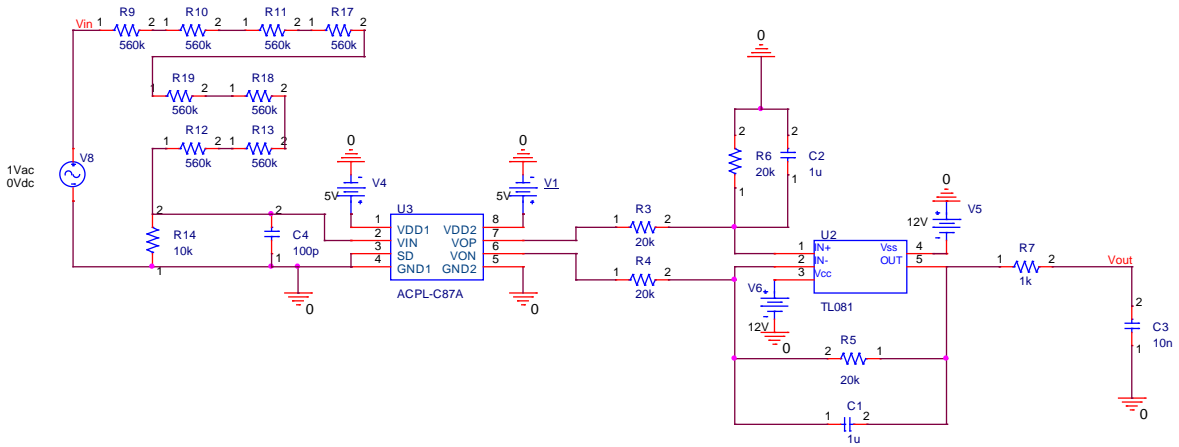 Vin 1 R9 2 1 R10 2 1 R11 2 1 R17 2
560k 560k 560k 560k
0
1 R19 2 1 R18 2
560k 560k
1 R12 2 1 R13 2
560k 560k
V8
1Vac
0Vdc
0
V4
5V
0
V1
5V
2
R14
10k
1
2
C4
100p
1
0
U3
1 VDD1 VDD2 8
2 VIN VOP 7
3 SD VON 6
4 GND1 GND2 5
ACPL-C87A
0
1 R3 2
20k
1 R4 2
20k
2
R6
20k
1
2
C2
1u
1
0
12V V5
U2
1 IN+ Vss 4
2 IN- OUT 5
3 Vcc
TL081
V6
12V
0
1 R7 2
1k
Vout
2
C3
10n
1
0
2 R5 1
20k
1 C1 2
1u